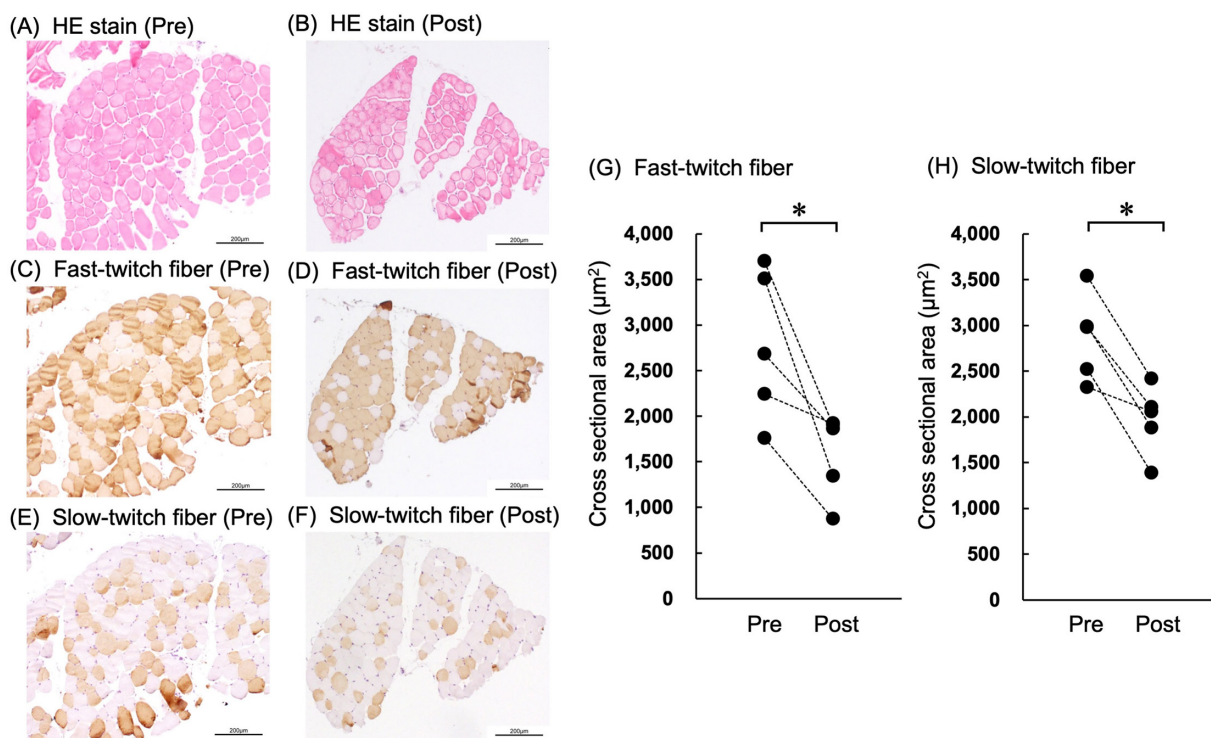 (A) HE stain (Pre)
(B) HE stain (Post)
200μm
200μm
(C) Fast-twitch fiber (Pre)
(D) Fast-twitch fiber (Post)
200μm
200μm
(E) Slow-twitch fiber (Pre)
(F) Slow-twitch fiber (Post)
200μm
200μm
(G) Fast-twitch fiber
*
Cross sectional area (μm²)
4,000
3,500
3,000
2,500
2,000
1,500
1,000
500
0
Pre Post
(H) Slow-twitch fiber
*
Cross sectional area (μm²)
4,000
3,500
3,000
2,500
2,000
1,500
1,000
500
0
Pre Post